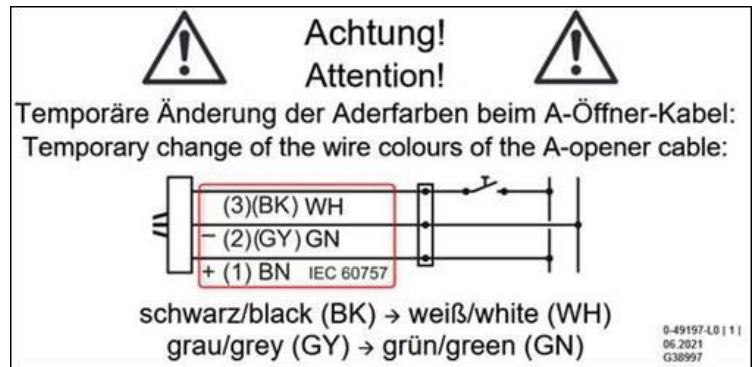 Achtung!
Attention!
Temporäre Änderung der Aderfarben beim A-Öffner-Kabel:
Temporary change of the wire colours of the A-opener cable:
(3)(BK) WH
– (2)(GY) GN
+ (1) BN IEC 60757
schwarz/black (BK) → weiß/white (WH)
grau/grey (GY) → grün/green (GN)
0-49197-L0 | 1 |
06.2021
G38997